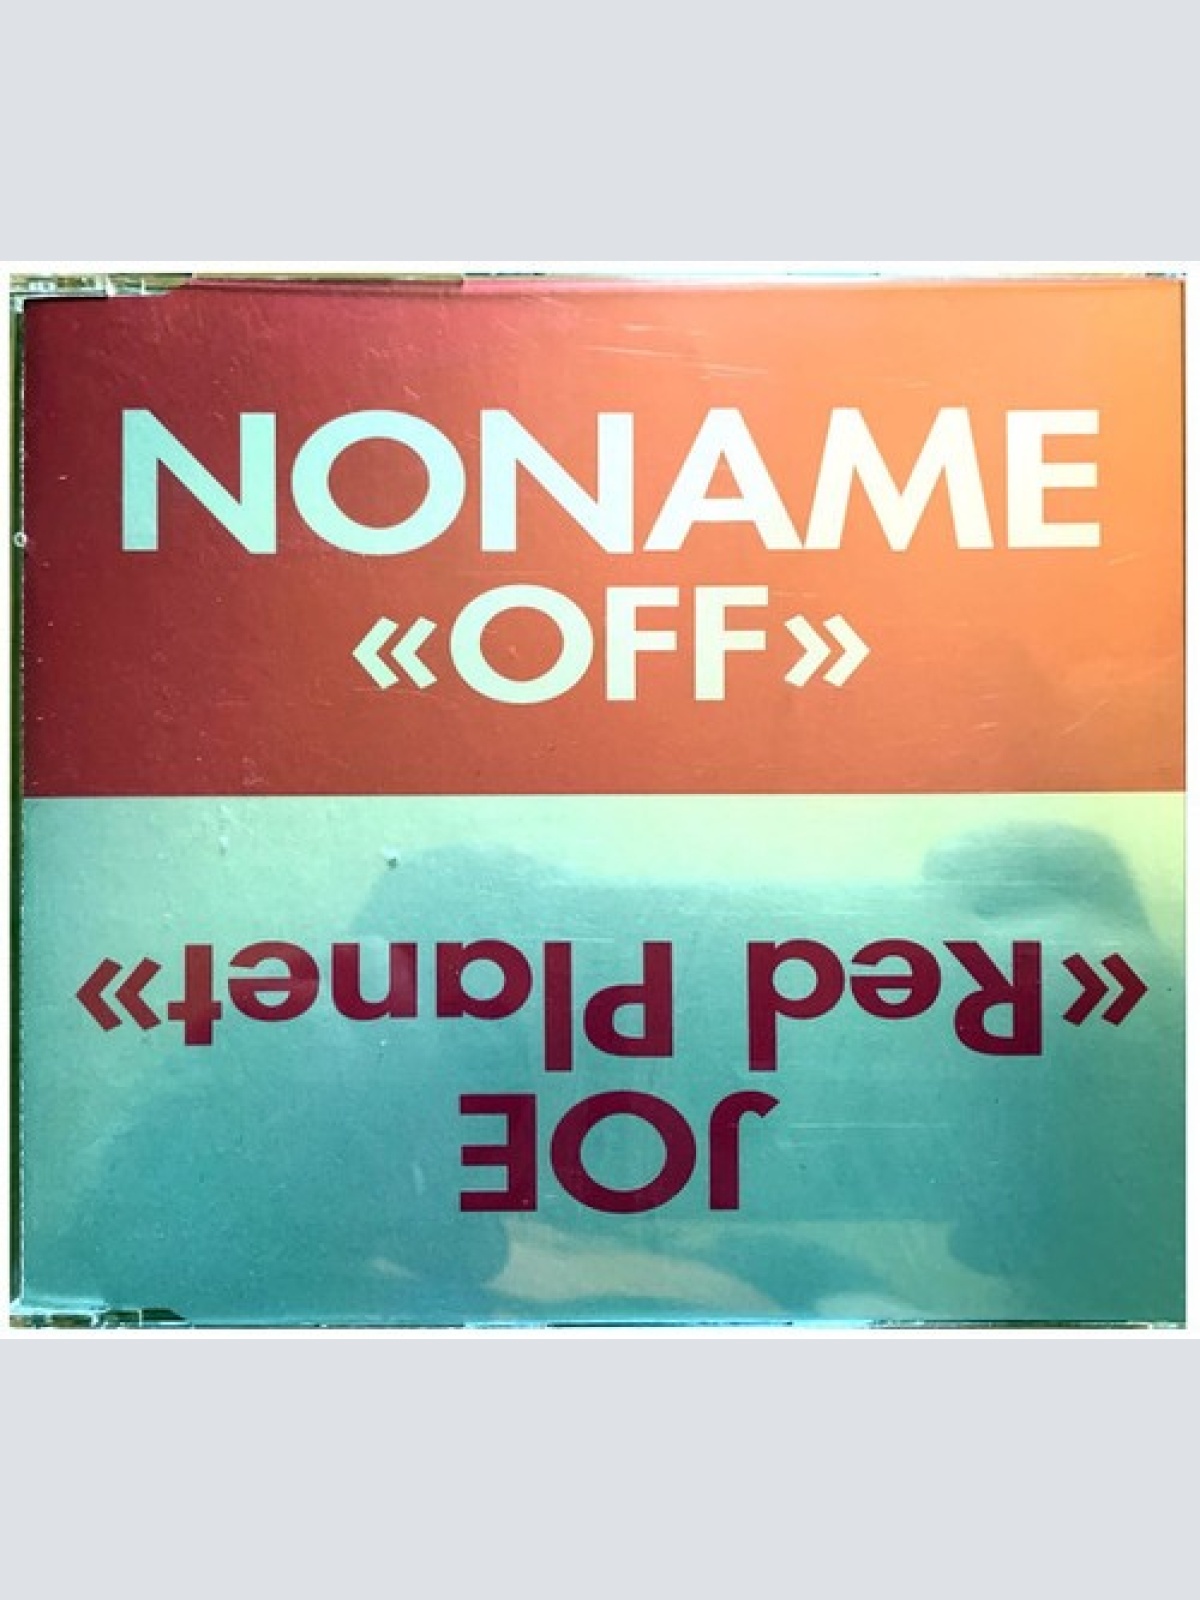 NONAME
«OFF»
JOE
«Red Planet»